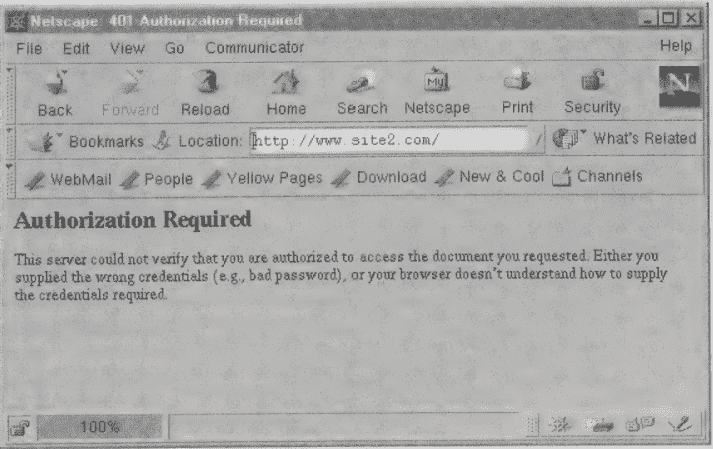 Netscape: 401 Authorization Required
File Edit View Go Communicator Help
Back Forward Reload Home Search Netscape Print Security
My
N
Bookmarks Location: http://www.site2.com/ What's Related
WebMail People Yellow Pages Download New & Cool Channels
Authorization Required
This server could not verify that you are authorized to access the document you requested. Either you
supplied the wrong credentials (e.g., bad password), or your browser doesn't understand how to supply
the credentials required.
100%